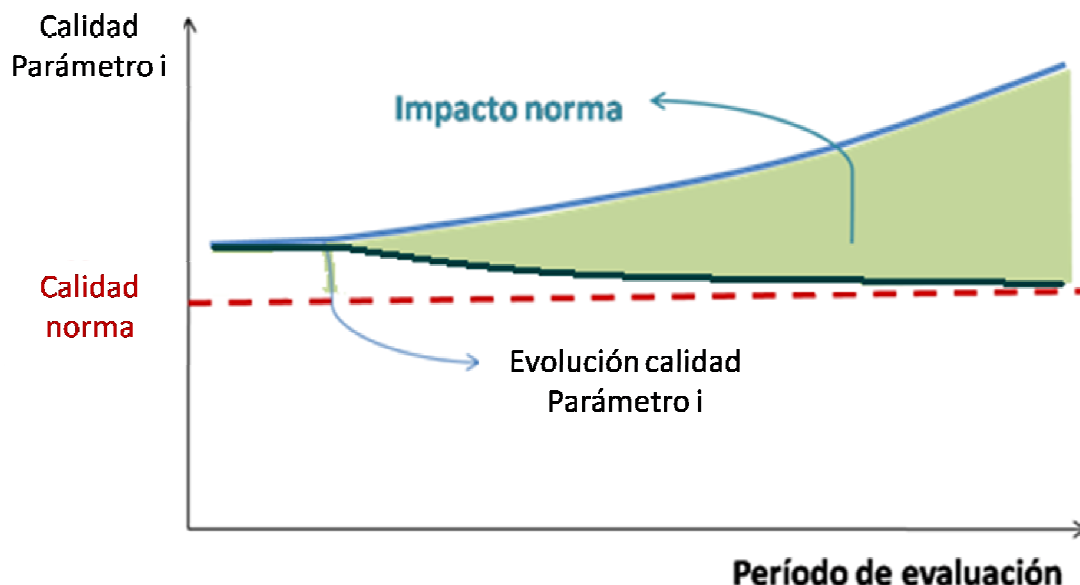 Calidad
Parámetro i
Impacto norma
Calidad
norma
Evolución calidad
Parámetro i
Período de evaluación